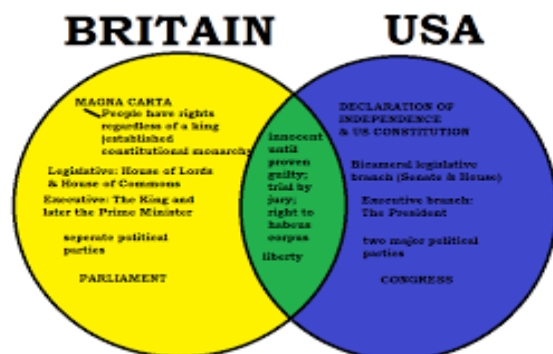 BRITAIN
USA
MAGNA CARTA
People have rights
regardless of a king
(established
constitutional monarchy
Legislative: House of Lords
& House of Commons
Executive: The King and
later the Prime Minister
seperate political
parties
PARLIAMENT
innocent
until
proven
guilty;
trial by
jury;
right to
habeus
corpus
liberty
DECLARATION OF
INDEPENDENCE
& US CONSTITUTION
Bicameral legislative
branch (Senate & House)
Executive branch:
The President
two major political
parties
CONGRESS